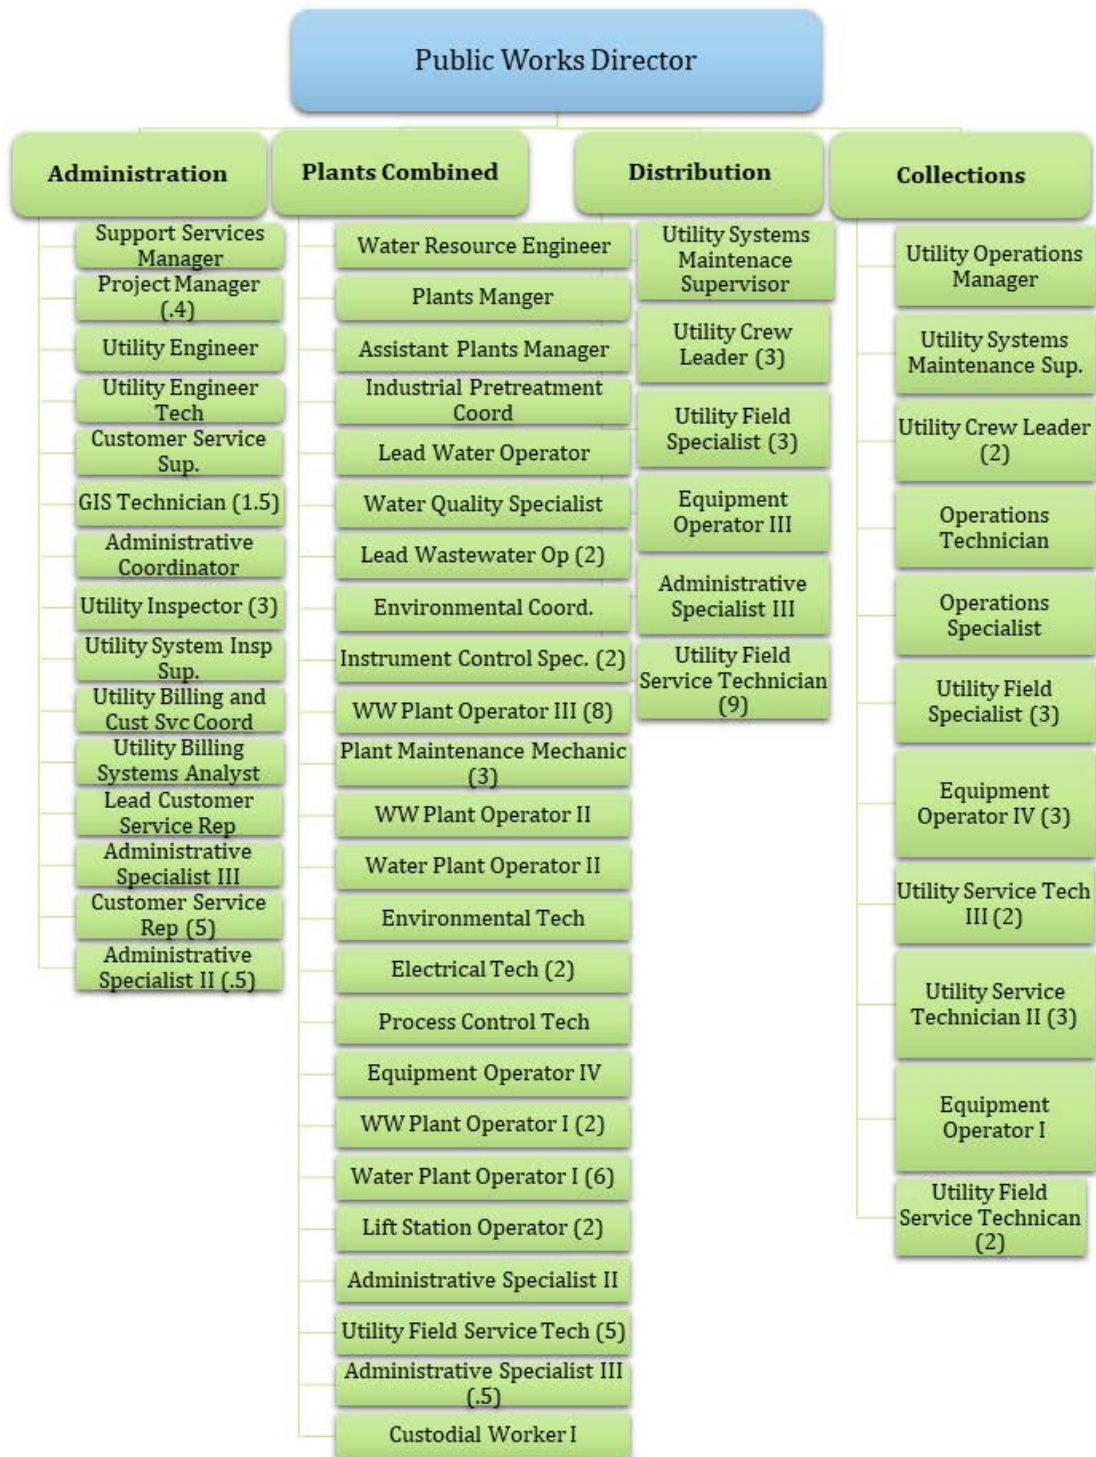 Public Works Director
Administration
Support Services
Manager
Project Manager
(.4)
Utility Engineer
Utility Engineer
Tech
Customer Service
Sup.
GIS Technician (1.5)
Administrative
Coordinator
Utility Inspector (3)
Utility System Insp
Sup.
Utility Billing and
Cust Svc Coord
Utility Billing
Systems Analyst
Lead Customer
Service Rep
Administrative
Specialist III
Customer Service
Rep (5)
Administrative
Specialist II (.5)
Plants Combined
Water Resource Engineer
Plants Manger
Assistant Plants Manager
Industrial Pretreatment
Coord
Lead Water Operator
Water Quality Specialist
Lead Wastewater Op (2)
Environmental Coord.
Instrument Control Spec. (2)
WW Plant Operator III (8)
Plant Maintenance Mechanic
(3)
WW Plant Operator II
Water Plant Operator II
Environmental Tech
Electrical Tech (2)
Process Control Tech
Equipment Operator IV
WW Plant Operator I (2)
Water Plant Operator I (6)
Lift Station Operator (2)
Administrative Specialist II
Utility Field Service Tech (5)
Administrative Specialist III
(.5)
Custodial Worker I
Distribution
Utility Systems
Maintenace
Supervisor
Utility Crew
Leader (3)
Utility Field
Specialist (3)
Equipment
Operator III
Administrative
Specialist III
Utility Field
Service Technician
(9)
Collections
Utility Operations
Manager
Utility Systems
Maintenance Sup.
Utility Crew Leader
(2)
Operations
Technician
Operations
Specialist
Utility Field
Specialist (3)
Equipment
Operator IV (3)
Utility Service Tech
III (2)
Utility Service
Technician II (3)
Equipment
Operator I
Utility Field
Service Technican
(2)